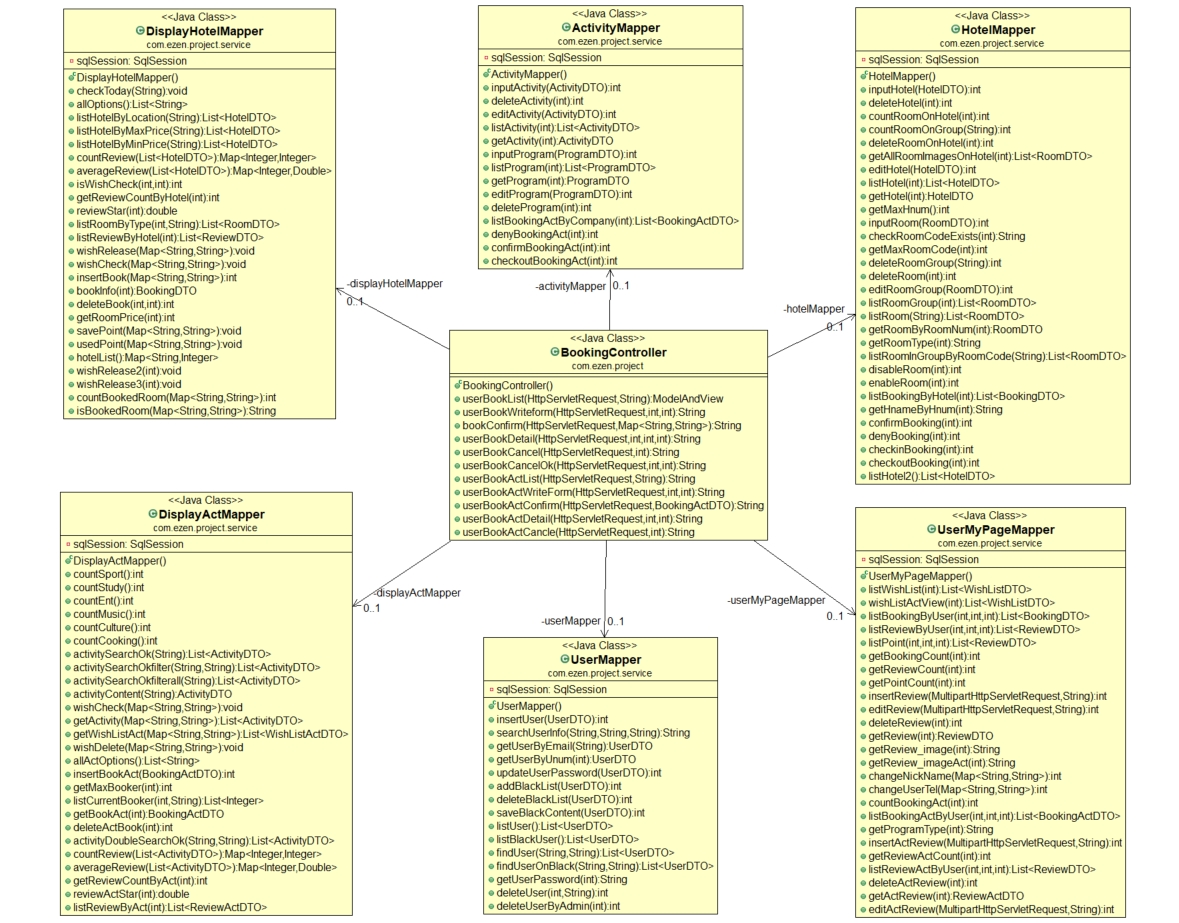 <<Java Class>>
DisplayHotelMapper
com.ezen.project.service
sqlSession: SqlSession
DisplayHotelMapper()
checkToday(String):void
allOptions():List<String>
listHotelByLocation(String):List<HotelDTO>
listHotelByMaxPrice(String):List<HotelDTO>
listHotelByMinPrice(String):List<HotelDTO>
countReview(List<HotelDTO>):Map<Integer,Integer>
averageReview(List<HotelDTO>):Map<Integer,Double>
isWishCheck(int,int):int
getReviewCountByHotel(int):int
reviewStar(int):double
listRoomByType(int,String):List<RoomDTO>
listReviewByHotel(int):List<ReviewDTO>
wishRelease(Map<String,String>):void
wishCheck(Map<String,String>):void
insertBook(Map<String,String>):int
bookInfo(int):BookingDTO
deleteBook(int,int):int
getRoomPrice(int):int
savePoint(Map<String,String>):void
usedPoint(Map<String,String>):void
hotelList():Map<String,Integer>
wishRelease2(int):void
wishRelease3(int):void
countBookedRoom(Map<String,String>):int
isBookedRoom(Map<String,String>):String
<<Java Class>>
ActivityMapper
com.ezen.project.service
sqlSession: SqlSession
ActivityMapper()
inputActivity(ActivityDTO):int
deleteActivity(int):int
editActivity(ActivityDTO):int
listActivity(int):List<ActivityDTO>
getActivity(int):ActivityDTO
inputProgram(ProgramDTO):int
listProgram(int):List<ProgramDTO>
getProgram(int):ProgramDTO
editProgram(ProgramDTO):int
deleteProgram(int):int
listBookingActByCompany(int):List<BookingActDTO>
denyBookingAct(int):int
confirmBookingAct(int):int
checkoutBookingAct(int):int
<<Java Class>>
HotelMapper
com.ezen.project.service
sqlSession: SqlSession
HotelMapper()
inputHotel(HotelDTO):int
deleteHotel(int):int
countRoomOnHotel(int):int
countRoomOnGroup(String):int
deleteRoomOnHotel(int):int
getAllRoomImagesOnHotel(int):List<RoomDTO>
editHotel(HotelDTO):int
listHotel(int):List<HotelDTO>
getHotel(int):HotelDTO
getMaxHnum():int
inputRoom(RoomDTO):int
checkRoomCodeExists(int):String
getMaxRoomCode(int):int
deleteRoomGroup(String):int
deleteRoom(int):int
editRoomGroup(RoomDTO):int
listRoomGroup(int):List<RoomDTO>
listRoom(String):List<RoomDTO>
getRoomByRoomNum(int):RoomDTO
getRoomType(int):String
listRoomInGroupByRoomCode(String):List<RoomDTO>
disableRoom(int):int
enableRoom(int):int
listBookingByHotel(int):List<BookingDTO>
getHnameByHnum(int):String
confirmBooking(int):int
denyBooking(int):int
checkinBooking(int):int
checkoutBooking(int):int
listHotel2():List<HotelDTO>
-displayHotelMapper
0..1
-activityMapper
0..1
-hotelMapper
0..1
<<Java Class>>
BookingController
com.ezen.project
BookingController()
userBookList(HttpServletRequest,String):ModelAndView
userBookWriteform(HttpServletRequest,int,int):String
bookConfirm(HttpServletRequest,Map<String,String>):String
userBookDetail(HttpServletRequest,int,int,int):String
userBookCancel(HttpServletRequest,int):String
userBookCancelOk(HttpServletRequest,int,int):String
userBookActList(HttpServletRequest,String):String
userBookActWriteForm(HttpServletRequest,int,int):String
userBookActConfirm(HttpServletRequest,BookingActDTO):String
userBookActDetail(HttpServletRequest,int,int):String
userBookActCancle(HttpServletRequest,int):String
-displayActMapper
0..1
-userMapper
0..1
-userMyPageMapper
0..1
<<Java Class>>
DisplayActMapper
com.ezen.project.service
sqlSession: SqlSession
DisplayActMapper()
countSport():int
countStudy():int
countEnt():int
countMusic():int
countCulture():int
countCooking():int
activitySearchOk(String):List<ActivityDTO>
activitySearchOkfilter(String,String):List<ActivityDTO>
activitySearchOkfilterall(String):List<ActivityDTO>
activityContent(String):ActivityDTO
wishCheck(Map<String,String>):void
getActivity(Map<String,String>):List<ActivityDTO>
getWishListAct(Map<String,String>):List<WishListActDTO>
wishDelete(Map<String,String>):void
allActOptions():List<String>
insertBookAct(BookingActDTO):int
getMaxBooker(int):int
listCurrentBooker(int,String):List<Integer>
getBookAct(int):BookingActDTO
deleteActBook(int):int
activityDoubleSearchOk(String,String):List<ActivityDTO>
countReview(List<ActivityDTO>):Map<Integer,Integer>
averageReview(List<ActivityDTO>):Map<Integer,Double>
getReviewCountByAct(int):int
reviewActStar(int):double
listReviewByAct(int):List<ReviewActDTO>
<<Java Class>>
UserMapper
com.ezen.project.service
sqlSession: SqlSession
UserMapper()
insertUser(UserDTO):int
searchUserInfo(String,String,String):String
getUserByEmail(String):UserDTO
getUserByUnum(int):UserDTO
updateUserPassword(UserDTO):int
addBlackList(UserDTO):int
deleteBlackList(UserDTO):int
saveBlackContent(UserDTO):int
listUser():List<UserDTO>
listBlackUser():List<UserDTO>
findUser(String,String):List<UserDTO>
findUserOnBlack(String,String):List<UserDTO>
getUserPassword(int):String
deleteUser(int,String):int
deleteUserByAdmin(int):int
<<Java Class>>
UserMyPageMapper
com.ezen.project.service
sqlSession: SqlSession
UserMyPageMapper()
listWishList(int):List<WishListDTO>
wishListActView(int):List<WishListDTO>
listBookingByUser(int,int,int):List<BookingDTO>
listReviewByUser(int,int,int):List<ReviewDTO>
listPoint(int,int,int):List<ReviewDTO>
getBookingCount(int):int
getReviewCount(int):int
getPointCount(int):int
insertReview(MultipartHttpServletRequest,String):int
editReview(MultipartHttpServletRequest,String):int
deleteReview(int):int
getReview(int):ReviewDTO
getReview_image(int):String
getReview_imageAct(int):String
changeNickName(Map<String,String>):int
changeUserTel(Map<String,String>):int
countBookingAct(int):int
listBookingActByUser(int,int,int):List<BookingActDTO>
getProgramType(int):String
insertActReview(MultipartHttpServletRequest,String):int
getReviewActCount(int):int
listReviewActByUser(int,int,int):List<ReviewDTO>
deleteActReview(int):int
getActReview(int):ReviewActDTO
editActReview(MultipartHttpServletRequest,String):int